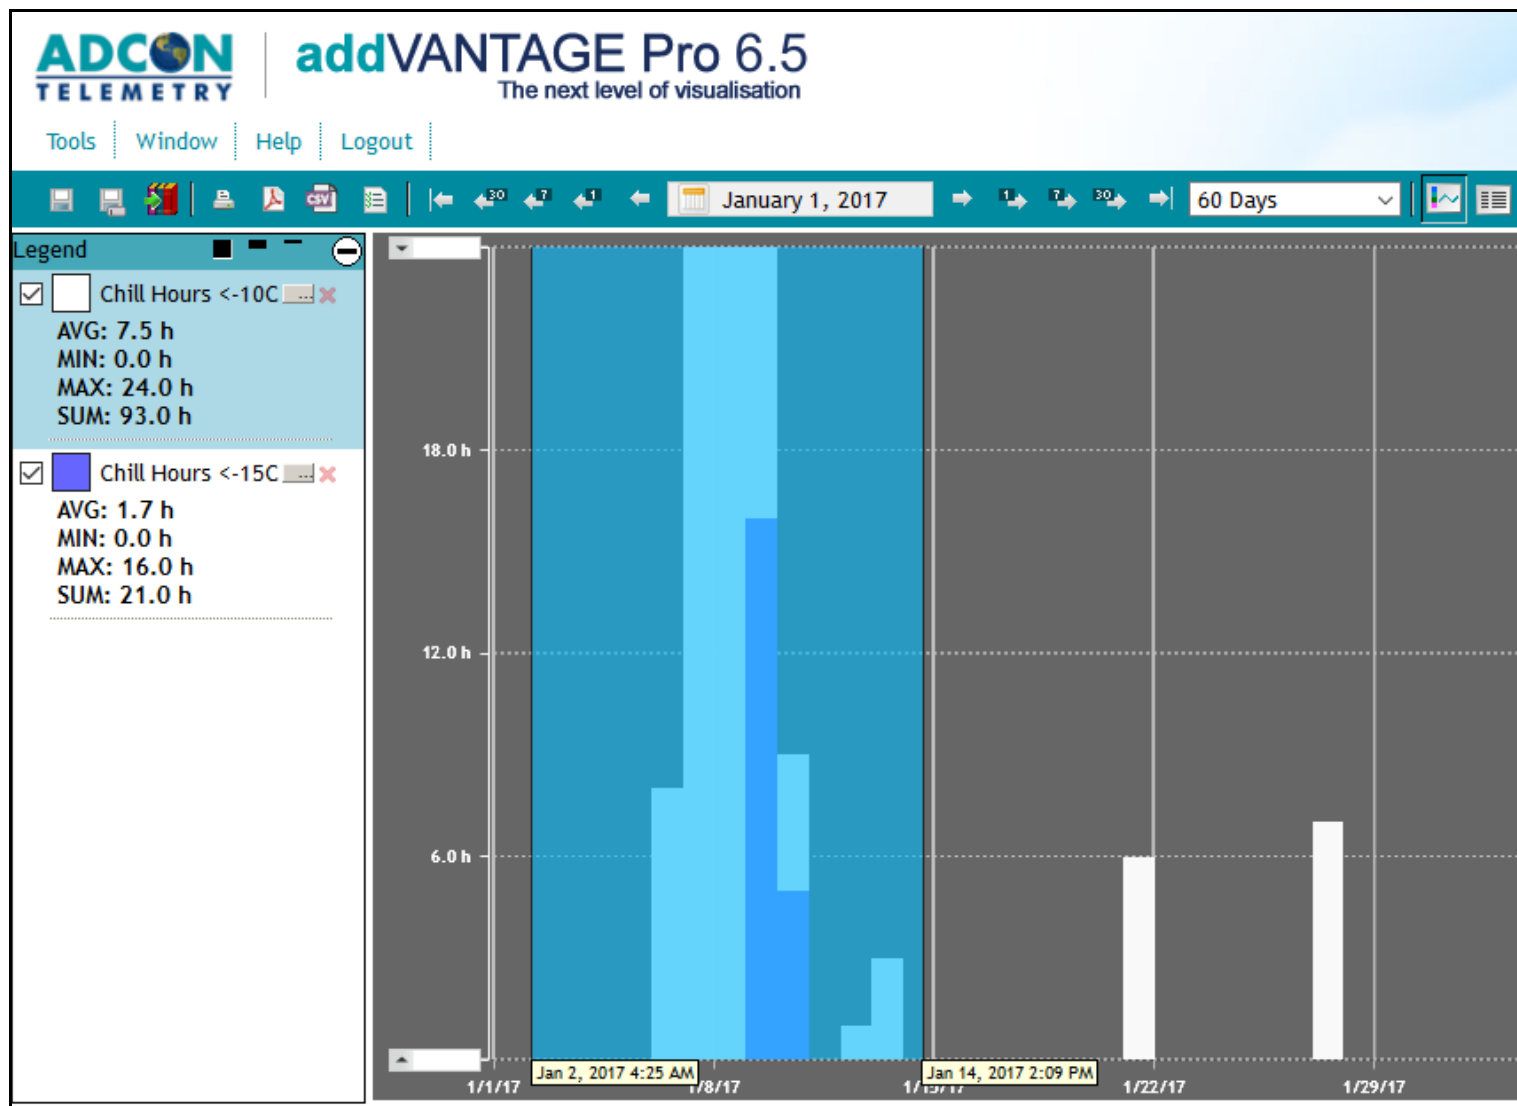 ADCON
TELEMETRY
addVANTAGE Pro 6.5
The next level of visualisation
Tools Window Help Logout
CSV 30 7 1 January 1, 2017 1 7 30 60 Days
Legend
Chill Hours <-10C ...
AVG: 7.5 h
MIN: 0.0 h
MAX: 24.0 h
SUM: 93.0 h
Chill Hours <-15C ...
AVG: 1.7 h
MIN: 0.0 h
MAX: 16.0 h
SUM: 21.0 h
18.0 h
12.0 h
6.0 h
Jan 2, 2017 4:25 AM Jan 14, 2017 2:09 PM
1/1/17 1/8/17 1/15/17 1/22/17 1/29/17